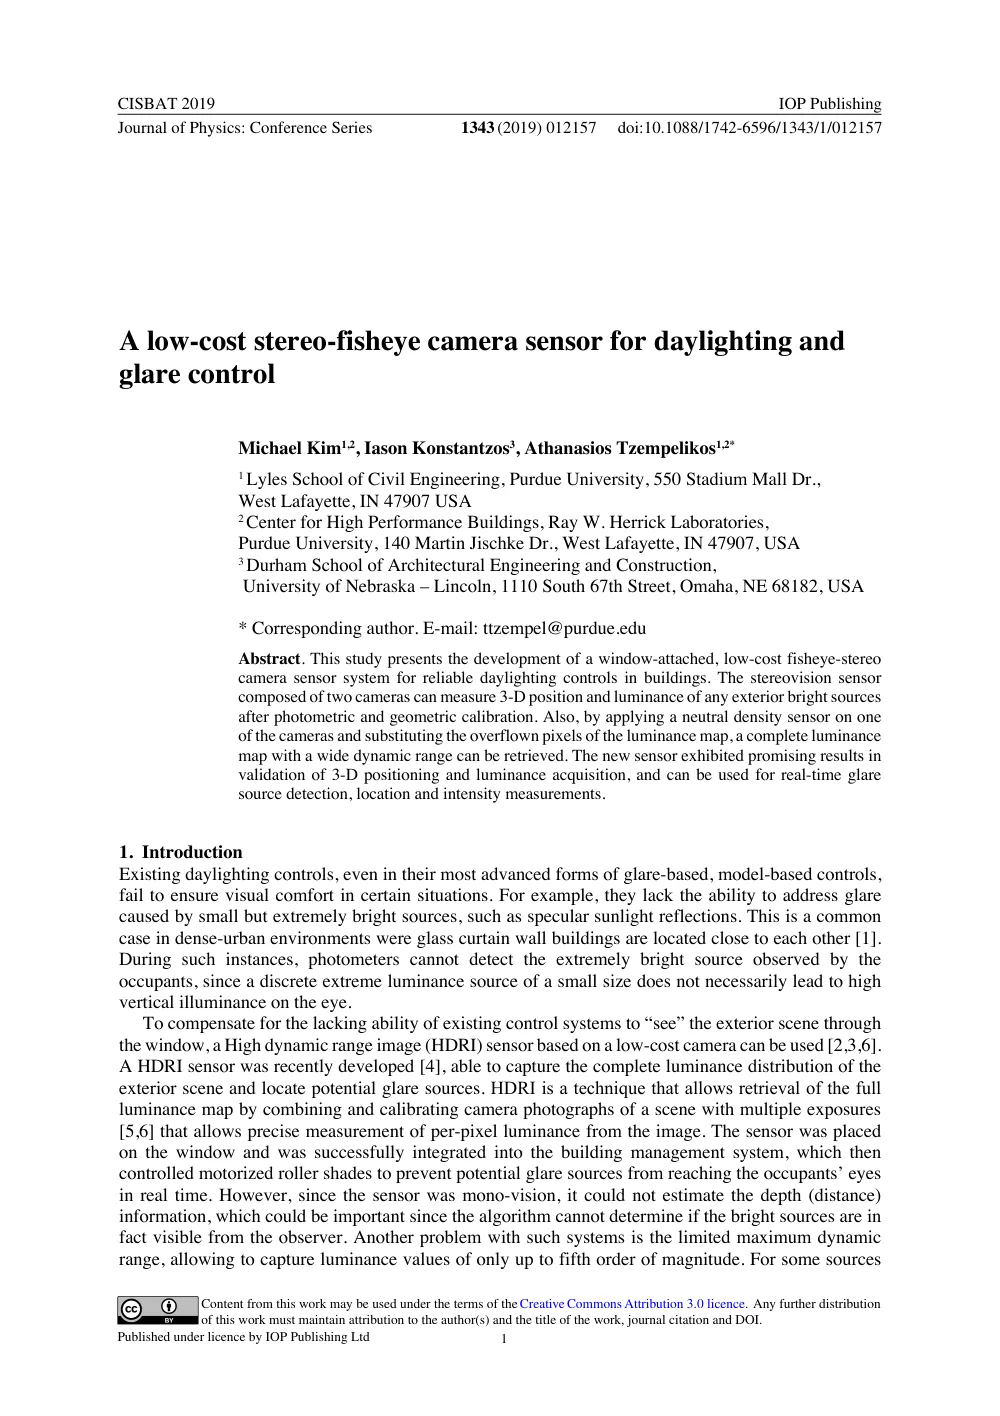 CISBAT 2019
IOP Publishing
Journal of Physics: Conference Series
1343 (2019) 012157
doi:10.1088/1742-6596/1343/1/012157
A low-cost stereo-fisheye camera sensor for daylighting and
glare control
Michael Kim1,2, Iason Konstantzos3, Athanasios Tzempelikos1,2*
1 Lyles School of Civil Engineering, Purdue University, 550 Stadium Mall Dr.,
West Lafayette, IN 47907 USA
2 Center for High Performance Buildings, Ray W. Herrick Laboratories,
Purdue University, 140 Martin Jischke Dr., West Lafayette, IN 47907, USA
3 Durham School of Architectural Engineering and Construction,
University of Nebraska – Lincoln, 1110 South 67th Street, Omaha, NE 68182, USA
* Corresponding author. E-mail: ttzempel@purdue.edu
Abstract. This study presents the development of a window-attached, low-cost fisheye-stereo
camera sensor system for reliable daylighting controls in buildings. The stereovision sensor
composed of two cameras can measure 3-D position and luminance of any exterior bright sources
after photometric and geometric calibration. Also, by applying a neutral density sensor on one
of the cameras and substituting the overflown pixels of the luminance map, a complete luminance
map with a wide dynamic range can be retrieved. The new sensor exhibited promising results in
validation of 3-D positioning and luminance acquisition, and can be used for real-time glare
source detection, location and intensity measurements.
1. Introduction
Existing daylighting controls, even in their most advanced forms of glare-based, model-based controls,
fail to ensure visual comfort in certain situations. For example, they lack the ability to address glare
caused by small but extremely bright sources, such as specular sunlight reflections. This is a common
case in dense-urban environments were glass curtain wall buildings are located close to each other [1].
During such instances, photometers cannot detect the extremely bright source observed by the
occupants, since a discrete extreme luminance source of a small size does not necessarily lead to high
vertical illuminance on the eye.
To compensate for the lacking ability of existing control systems to “see” the exterior scene through
the window, a High dynamic range image (HDRI) sensor based on a low-cost camera can be used [2,3,6].
A HDRI sensor was recently developed [4], able to capture the complete luminance distribution of the
exterior scene and locate potential glare sources. HDRI is a technique that allows retrieval of the full
luminance map by combining and calibrating camera photographs of a scene with multiple exposures
[5,6] that allows precise measurement of per-pixel luminance from the image. The sensor was placed
on the window and was successfully integrated into the building management system, which then
controlled motorized roller shades to prevent potential glare sources from reaching the occupants’ eyes
in real time. However, since the sensor was mono-vision, it could not estimate the depth (distance)
information, which could be important since the algorithm cannot determine if the bright sources are in
fact visible from the observer. Another problem with such systems is the limited maximum dynamic
range, allowing to capture luminance values of only up to fifth order of magnitude. For some sources
cc BY
Content from this work may be used under the terms of the Creative Commons Attribution 3.0 licence. Any further distribution
of this work must maintain attribution to the author(s) and the title of the work, journal citation and DOI.
Published under licence by IOP Publishing Ltd
1